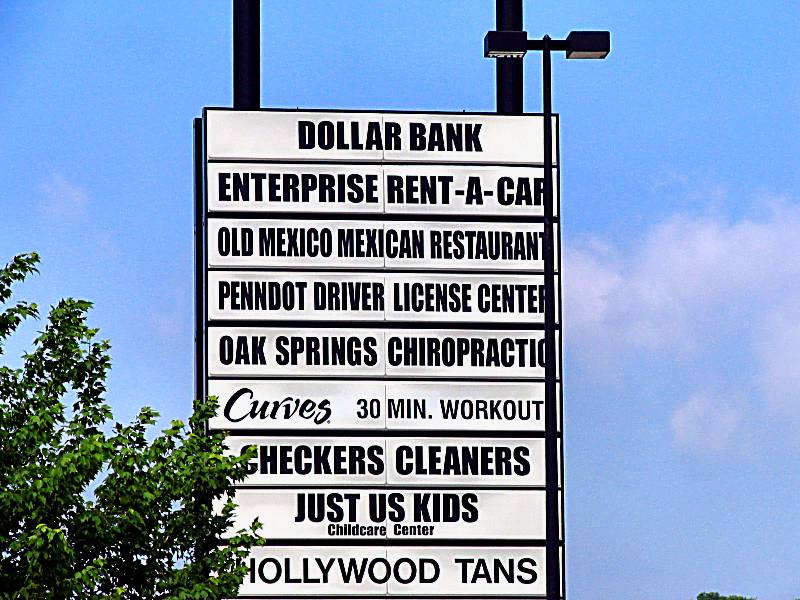 DOLLAR BANK
ENTERPRISE RENT-A-CAR
OLD MEXICO MEXICAN RESTAURANT
PENNDOT DRIVER LICENSE CENTER
OAK SPRINGS CHIROPRACTIC
Curves 30 MIN. WORKOUT
CHECKERS CLEANERS
JUST US KIDS
Childcare Center
HOLLYWOOD TANS